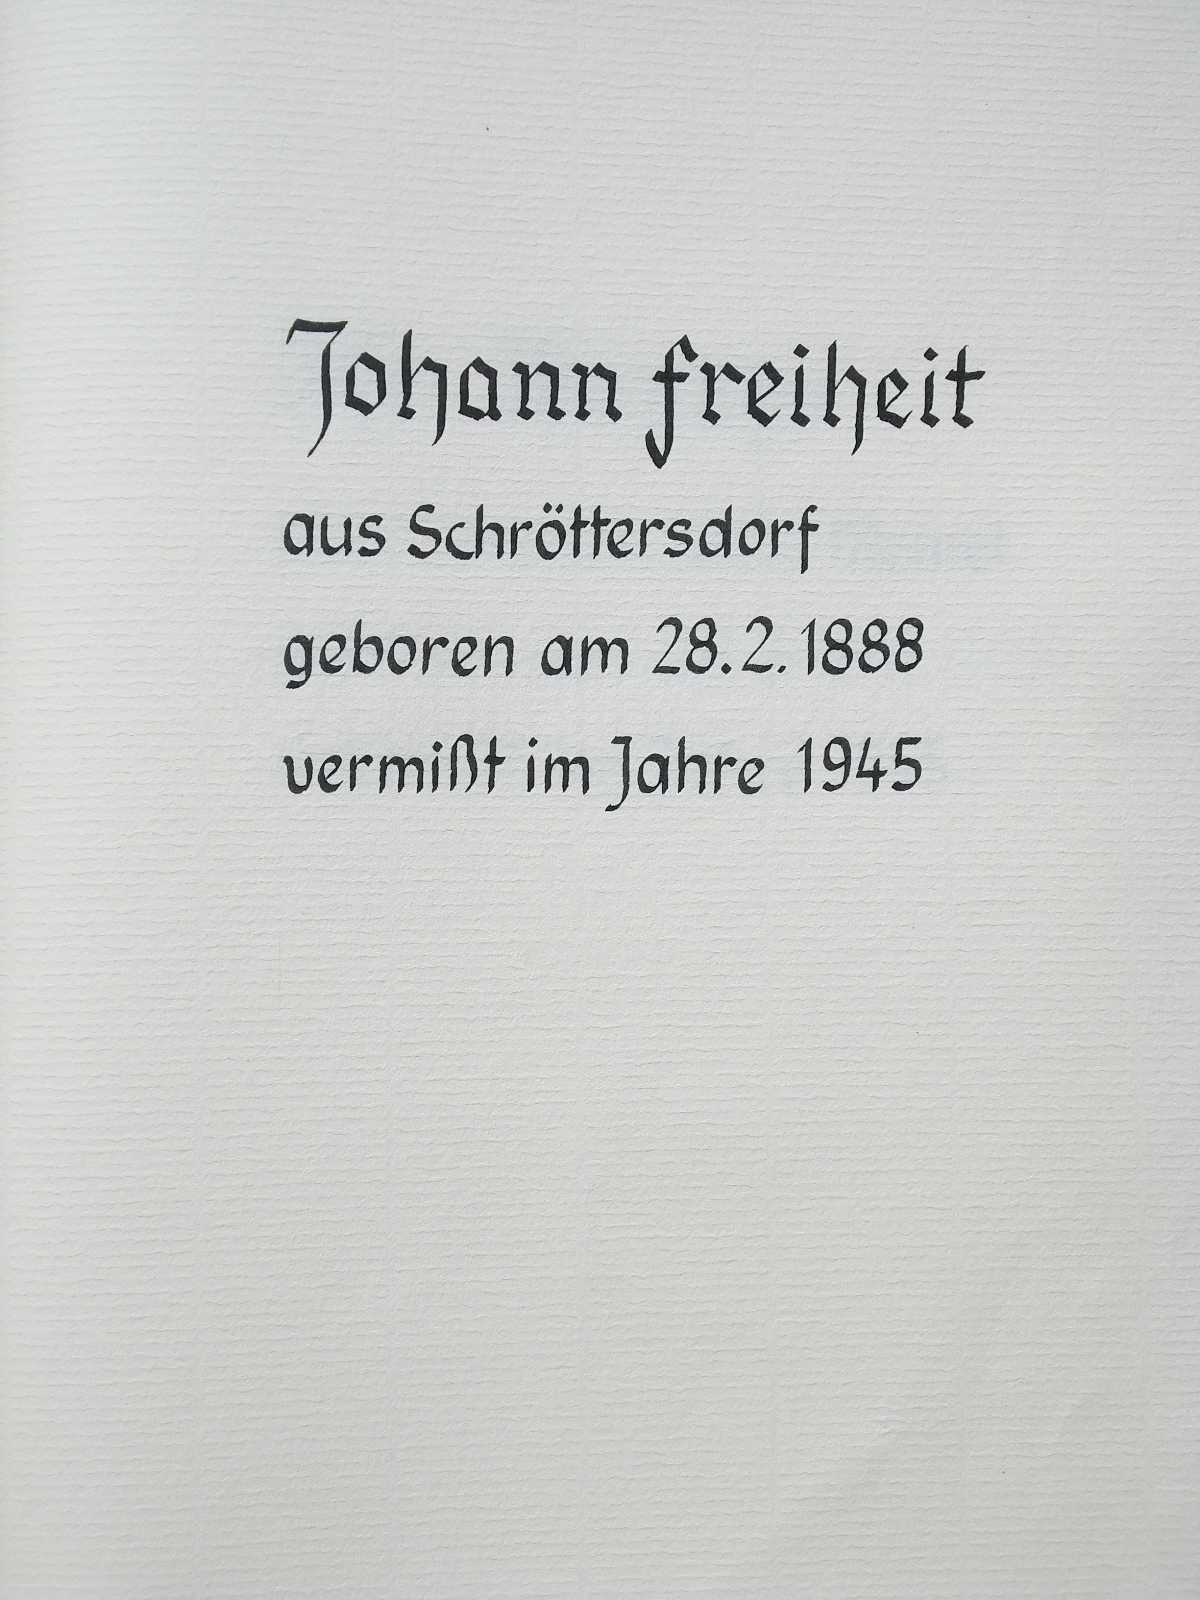 Johann Freiheit
aus Schröttersdorf
geboren am 28.2.1888
vermißt im Jahre 1945